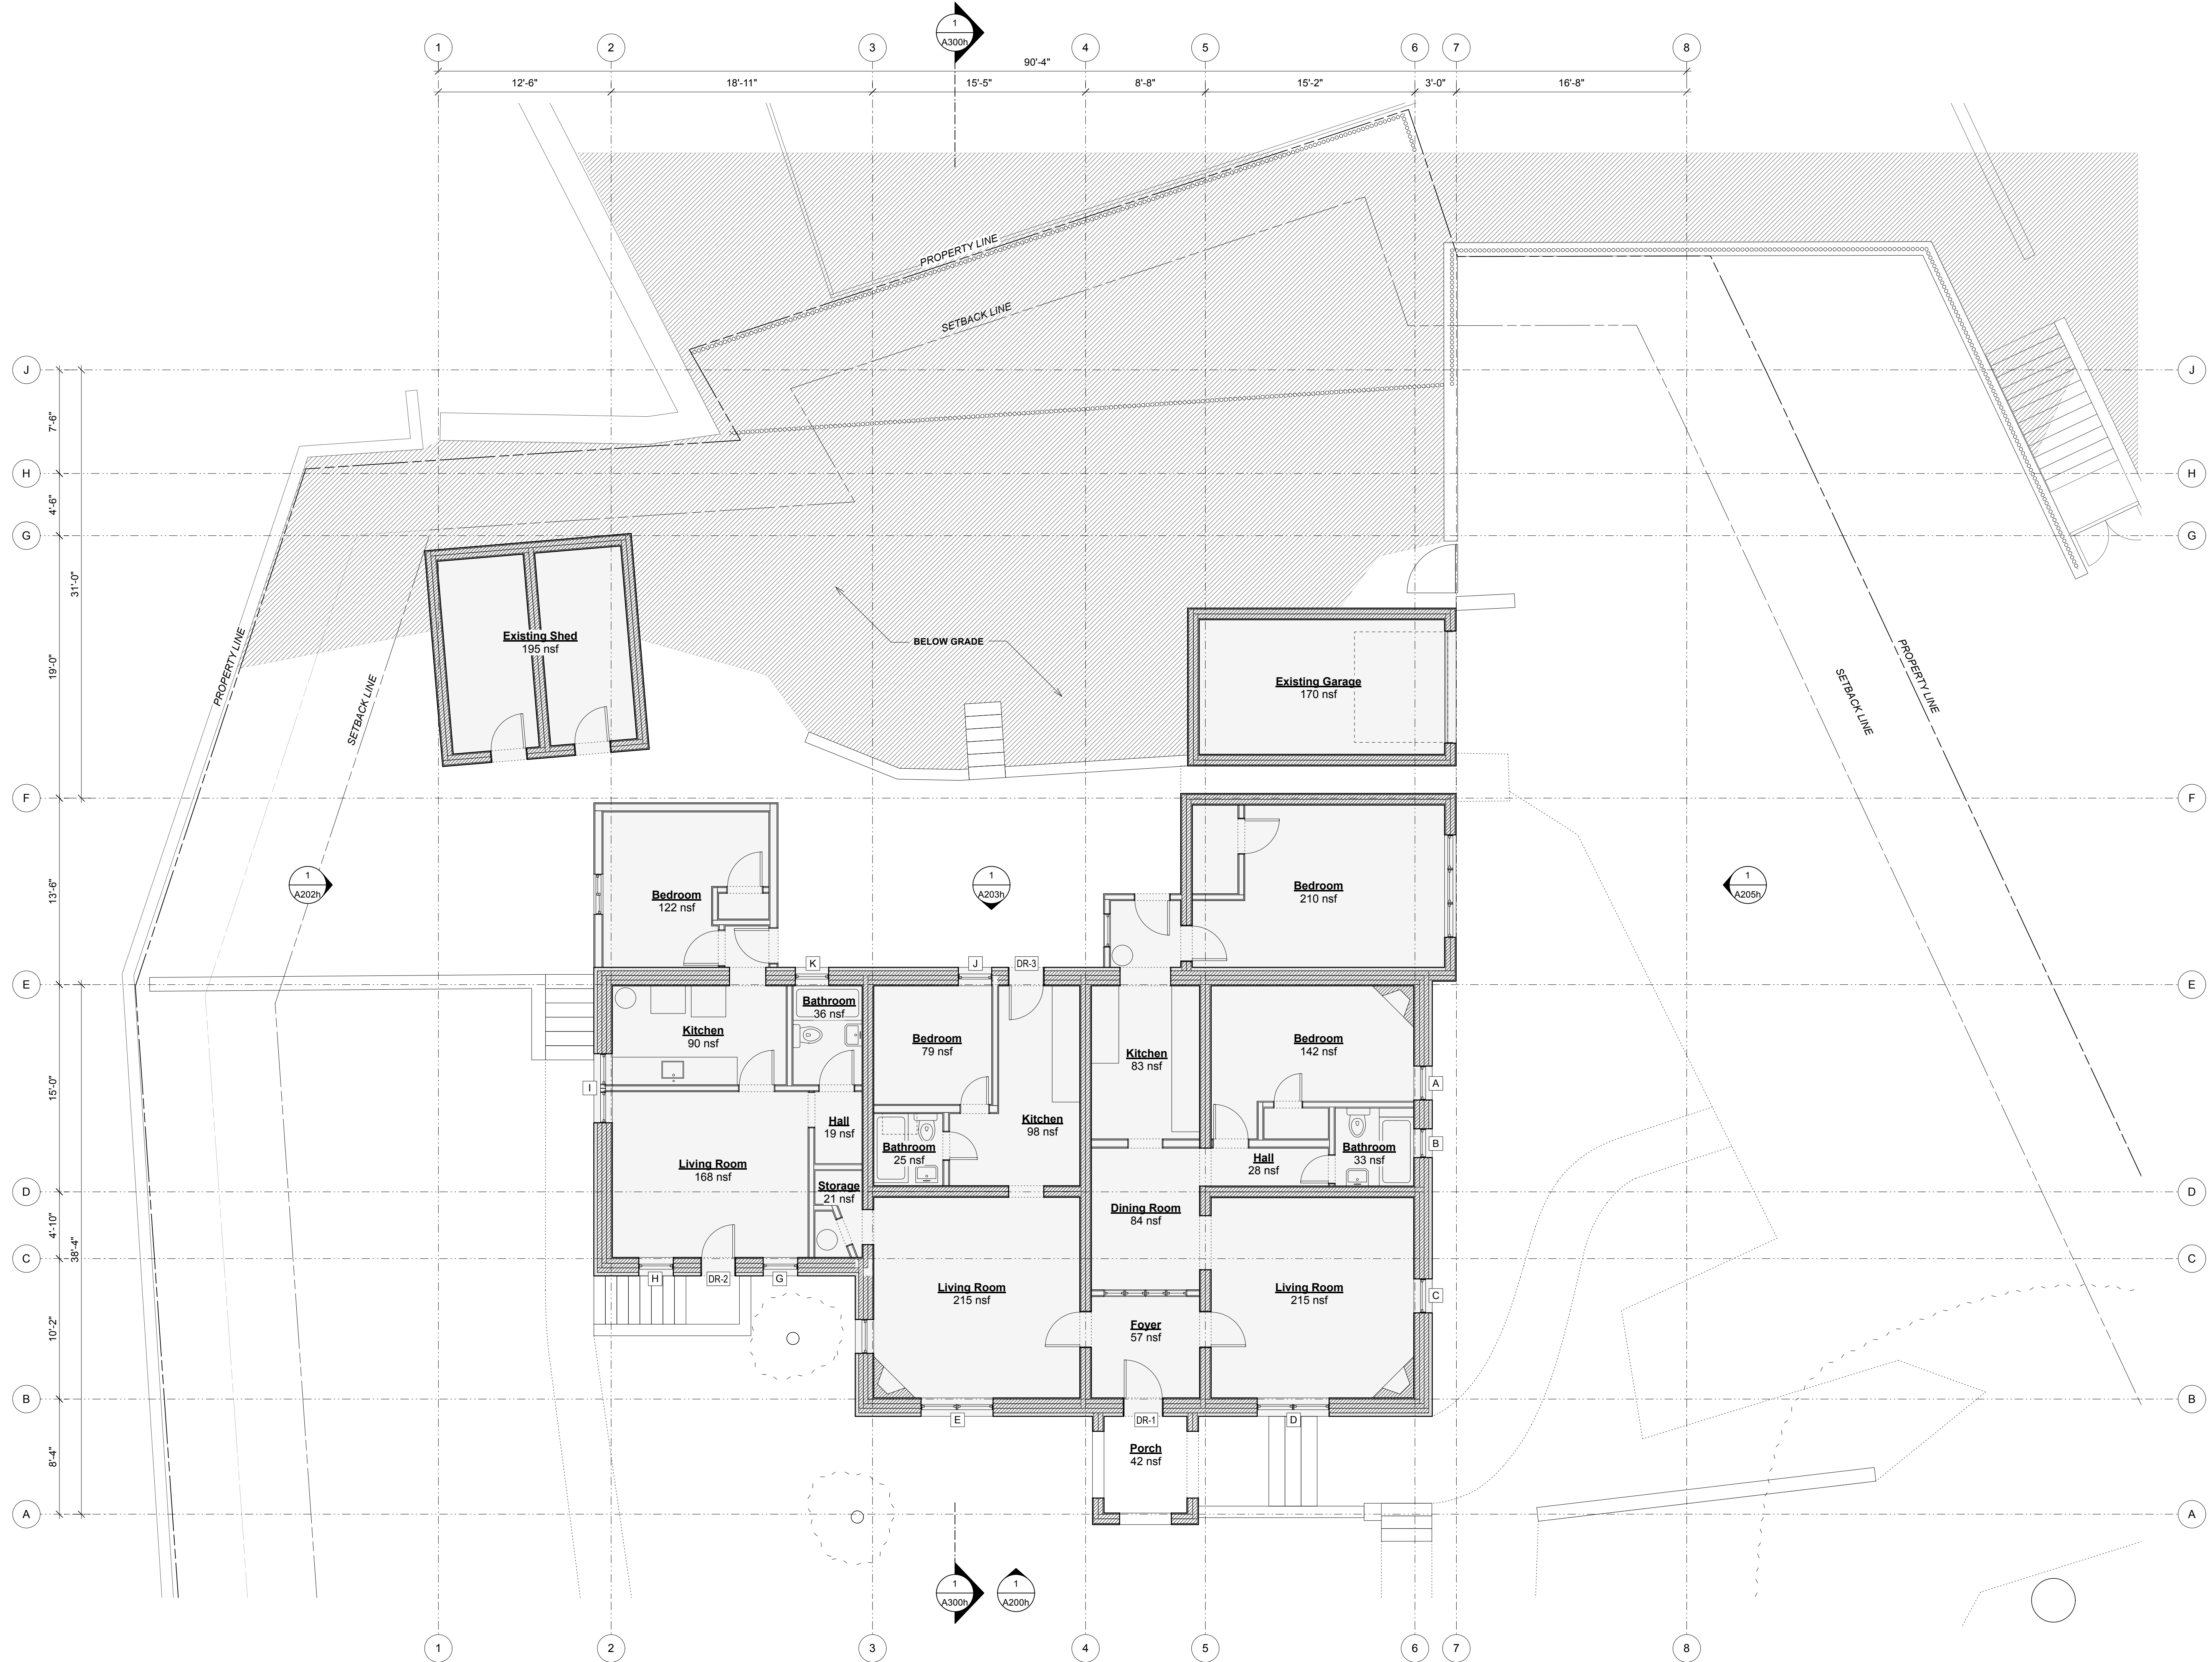 1
A300h
1
2
3
4
5
6
7
8
90'-4"
12'-6"
18'-11"
15'-5"
8'-8"
15'-2"
3'-0"
16'-8"
PROPERTY LINE
SETBACK LINE
J
J
7'-6"
H
H
4'-6"
G
G
31'-0"
19'-0"
PROPERTY LINE
SETBACK LINE
Existing Shed
195 nsf
BELOW GRADE
Existing Garage
170 nsf
SETBACK LINE
PROPERTY LINE
F
F
13'-6"
1
A202h
Bedroom
122 nsf
1
A203h
Bedroom
210 nsf
1
A205h
K
J
DR-3
E
E
Bathroom
36 nsf
Kitchen
90 nsf
Bedroom
79 nsf
Kitchen
83 nsf
Bedroom
142 nsf
15'-0"
I
A
Hall
19 nsf
Kitchen
98 nsf
Bathroom
25 nsf
B
Bathroom
33 nsf
Hall
28 nsf
Living Room
168 nsf
Storage
21 nsf
D
D
Dining Room
84 nsf
4'-10"
38'-4"
C
C
H
DR-2
G
Living Room
215 nsf
Living Room
215 nsf
C
10'-2"
Foyer
57 nsf
B
B
E
DR-1
D
8'-4"
Porch
42 nsf
A
A
1
A300h
1
A200h
1
2
3
4
5
6
7
8